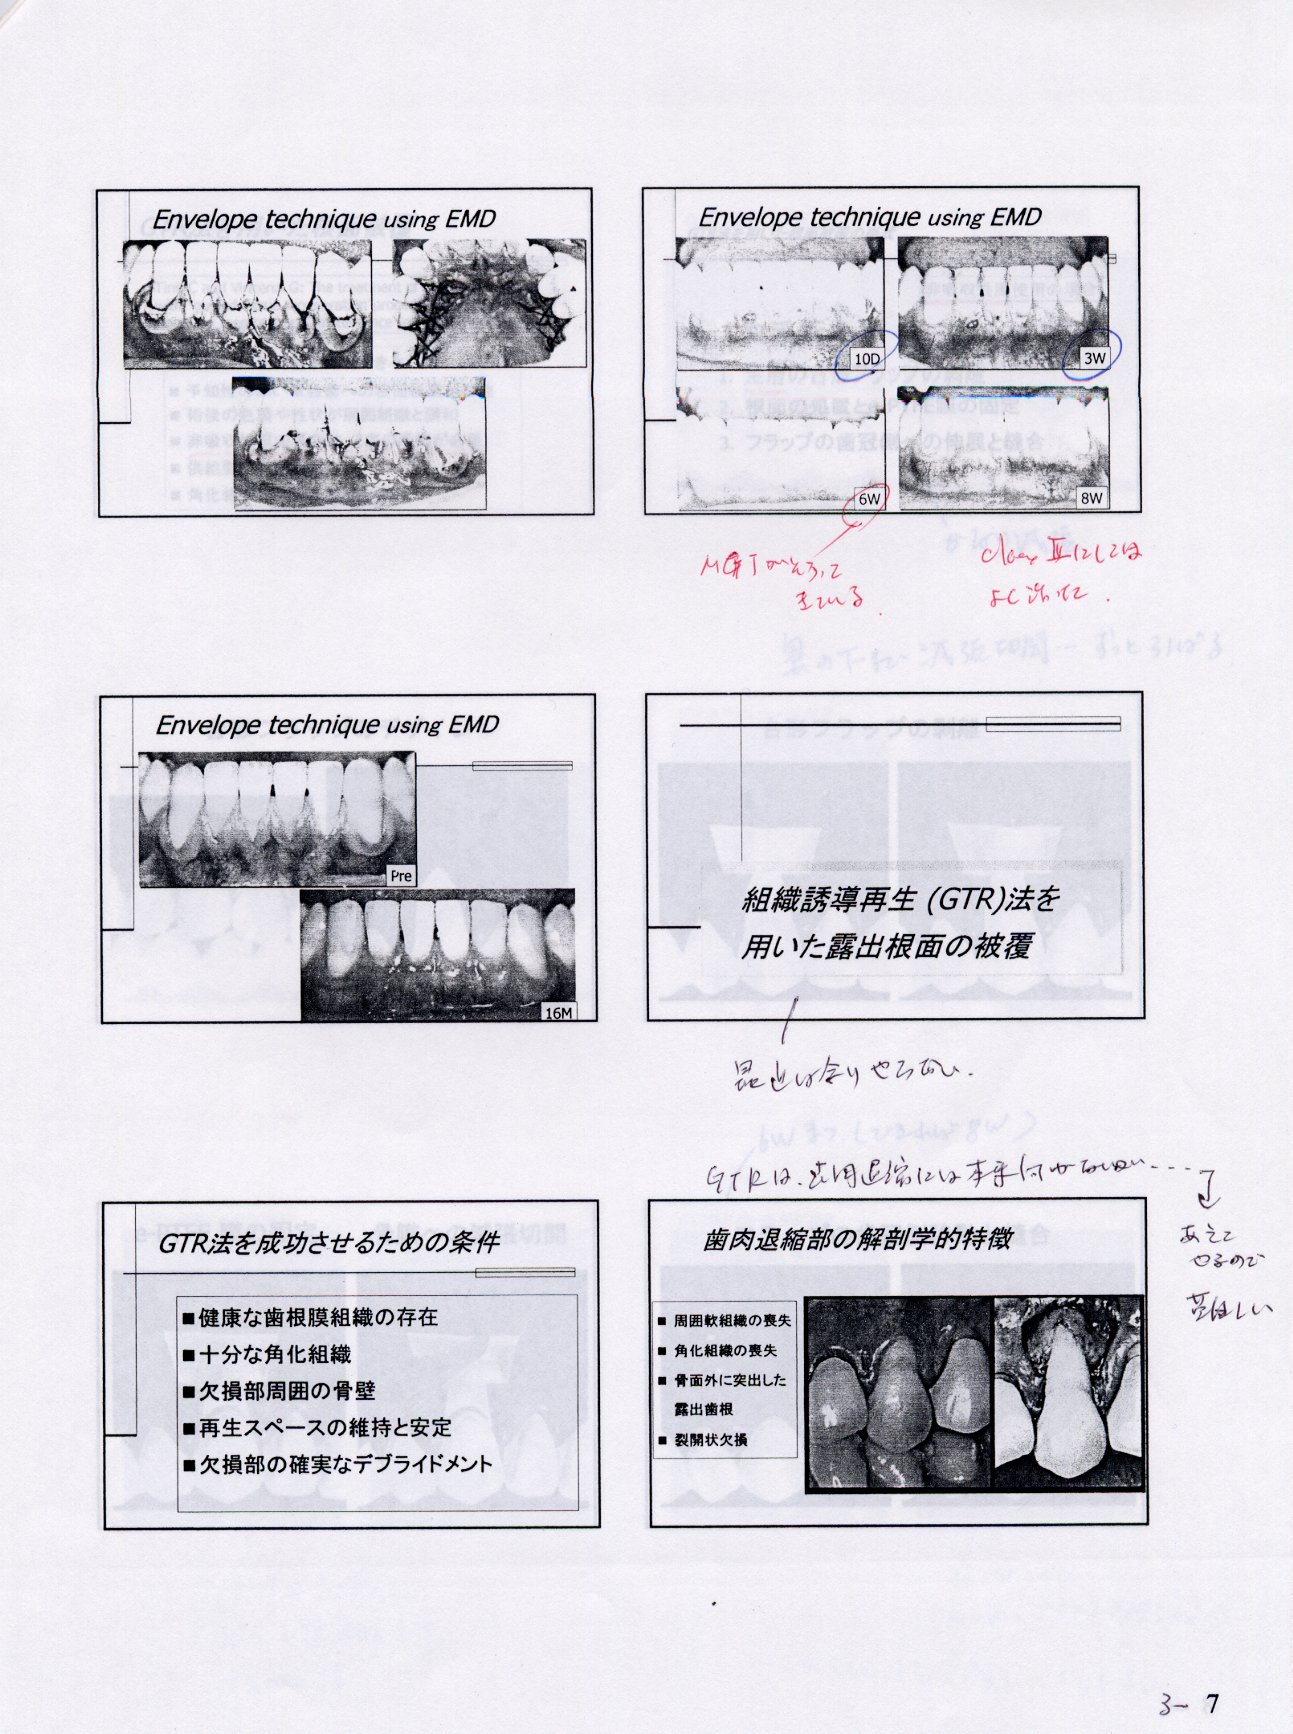 Envelope technique using EMD
Envelope technique using EMD
10D
3W
6W
8W
MGJがそろって
きている.
class Ⅲにしては
よく治った.
Envelope technique using EMD
Pre
16M
組織誘導再生 (GTR)法を
用いた露出根面の被覆
最近は余りやらない.
GTRは、歯肉退縮には本来向かない
あえて
やるので
難しい
GTR法を成功させるための条件
■健康な歯根膜組織の存在
■十分な角化組織
■欠損部周囲の骨壁
■再生スペースの維持と安定
■欠損部の確実なデブライドメント
歯肉退縮部の解剖学的特徴
■ 周囲軟組織の喪失
■ 角化組織の喪失
■ 骨面外に突出した
露出歯根
■ 裂開状欠損
3- 7